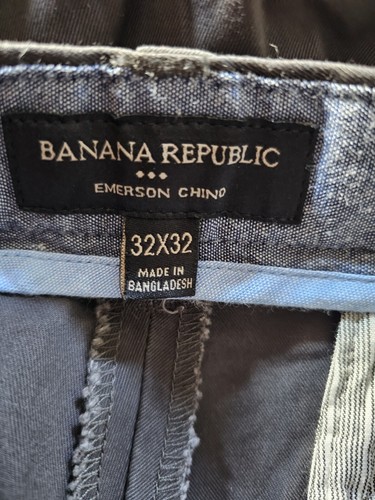 BANANA REPUBLIC
EMERSON CHINO
32X32
MADE IN
BANGLADESH